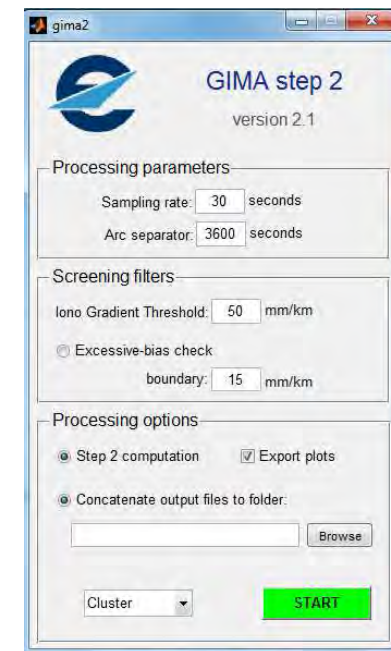 gima2
GIMA step 2
version 2.1
Processing parameters
Sampling rate: 30 seconds
Arc separator: 3600 seconds
Screening filters
Iono Gradient Threshold: 50 mm/km
Excessive-bias check
boundary: 15 mm/km
Processing options
Step 2 computation Export plots
Concatenate output files to folder:
Browse
Cluster START